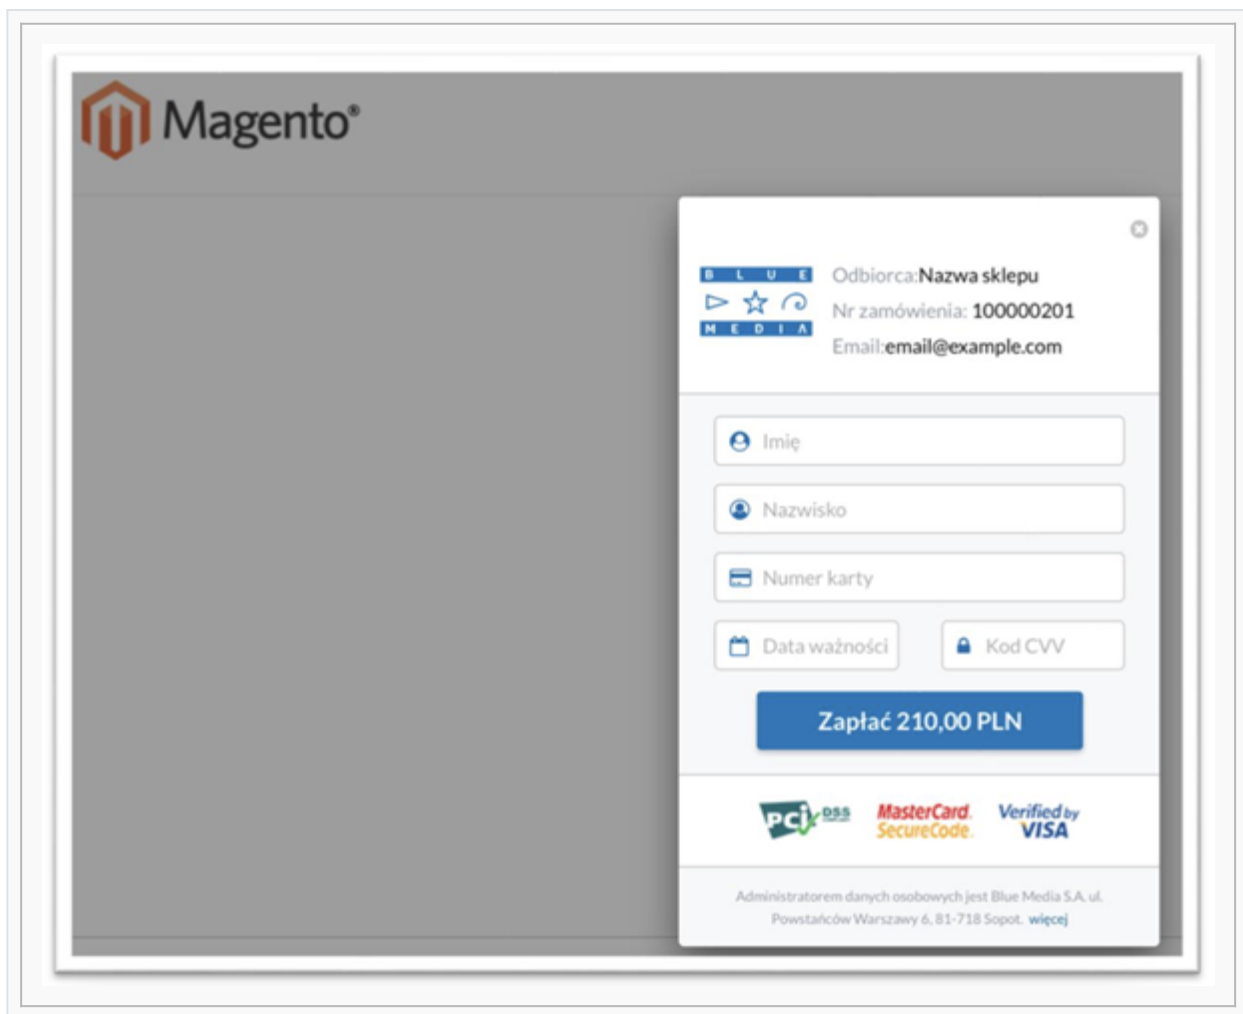 Magento®
BLUE
MEDIA
Odbiorca:Nazwa sklepu
Nr zamówienia: 100000201
Email:email@example.com
Imię
Nazwisko
Numer karty
Data ważności
Kod CVV
Zapłać 210,00 PLN
PCI DSS
MasterCard.
SecureCode.
Verified by
VISA
Administratorem danych osobowych jest Blue Media S.A. ul.
Powstańców Warszawy 6, 81-718 Sopot. więcej